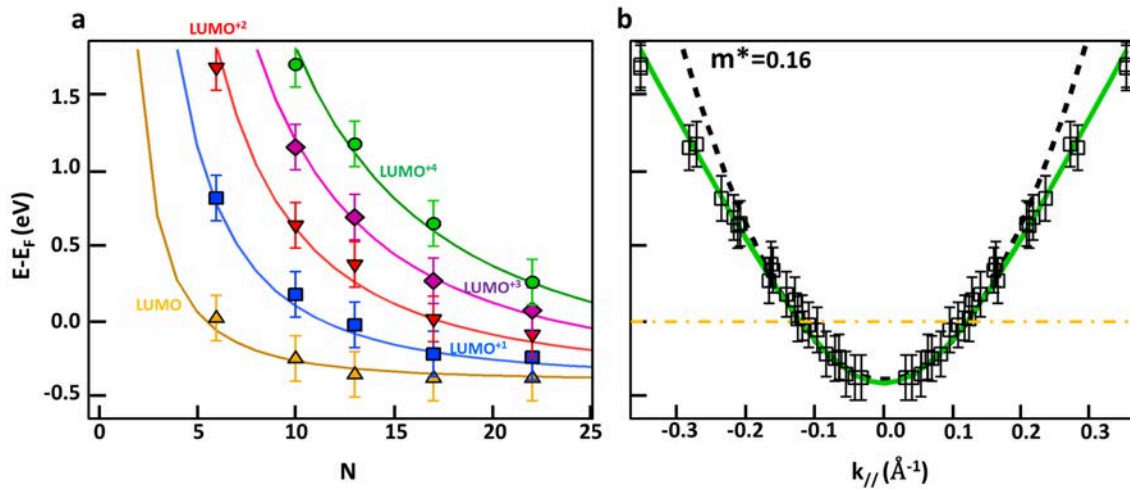 a
b
LUMO+2
m*=0.16
1.5
1.0
0.5
0.0
-0.5
E-EF (eV)
LUMO+4
LUMO+3
LUMO
LUMO+1
0 5 10 15 20 25
-0.3 -0.2 -0.1 0.0 0.1 0.2 0.3
N
k// (Å-1)